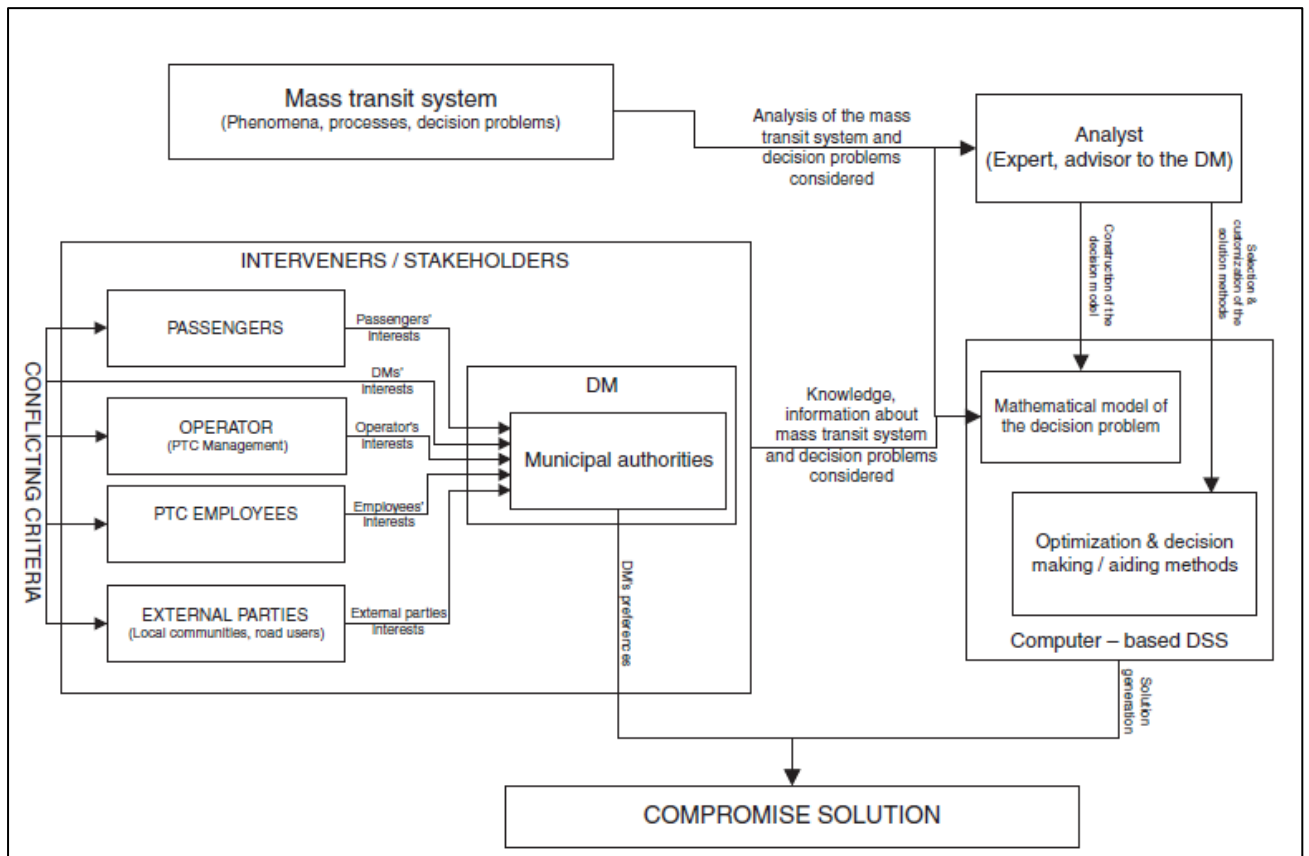 Mass transit system
(Phenomena, processes, decision problems)
Analysis of the mass
transit system and
decision problems
considered
Analyst
(Expert, advisor to the DM)
Construction of the
decision model
Selection &
customization of the
solution methods
INTERVENERS / STAKEHOLDERS
CONFLICTING CRITERIA
PASSENGERS
Passengers'
Interests
DMs'
Interests
OPERATOR
(PTC Management)
Operator's
Interests
PTC EMPLOYEES
Employees'
Interests
EXTERNAL PARTIES
(Local communities, road users)
External parties
Interests
DM
Municipal authorities
DM's preferences
Knowledge,
information about
mass transit system
and decision problems
considered
Mathematical model of
the decision problem
Optimization & decision
making / aiding methods
Computer – based DSS
Solution
generation
COMPROMISE SOLUTION